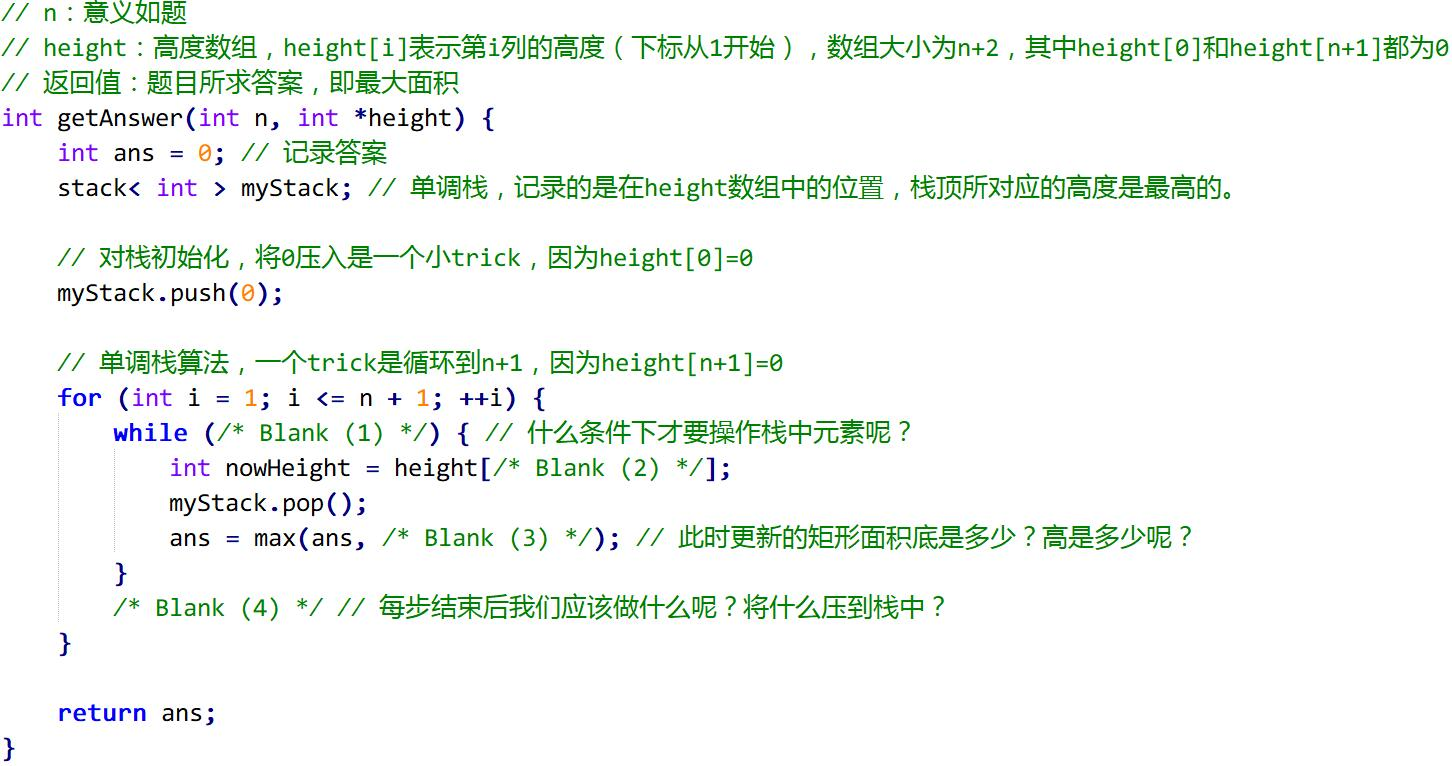 // n：意义如题
// height：高度数组，height[i]表示第i列的高度（下标从1开始），数组大小为n+2，其中height[0]和height[n+1]都为0
// 返回值：题目所求答案，即最大面积
int getAnswer(int n, int *height) {
    int ans = 0; // 记录答案
    stack< int > myStack; // 单调栈，记录的是在height数组中的位置，栈顶所对应的高度是最高的。

    // 对栈初始化，将0压入是一个小trick，因为height[0]=0
    myStack.push(0);

    // 单调栈算法，一个trick是循环到n+1，因为height[n+1]=0
    for (int i = 1; i <= n + 1; ++i) {
        while (/* Blank (1) */) { // 什么条件下才要操作栈中元素呢？
            int nowHeight = height[/* Blank (2) */];
            myStack.pop();
            ans = max(ans, /* Blank (3) */); // 此时更新的矩形面积底是多少？高是多少呢？
        }
        /* Blank (4) */ // 每步结束后我们应该做什么呢？将什么压到栈中？
    }

    return ans;
}